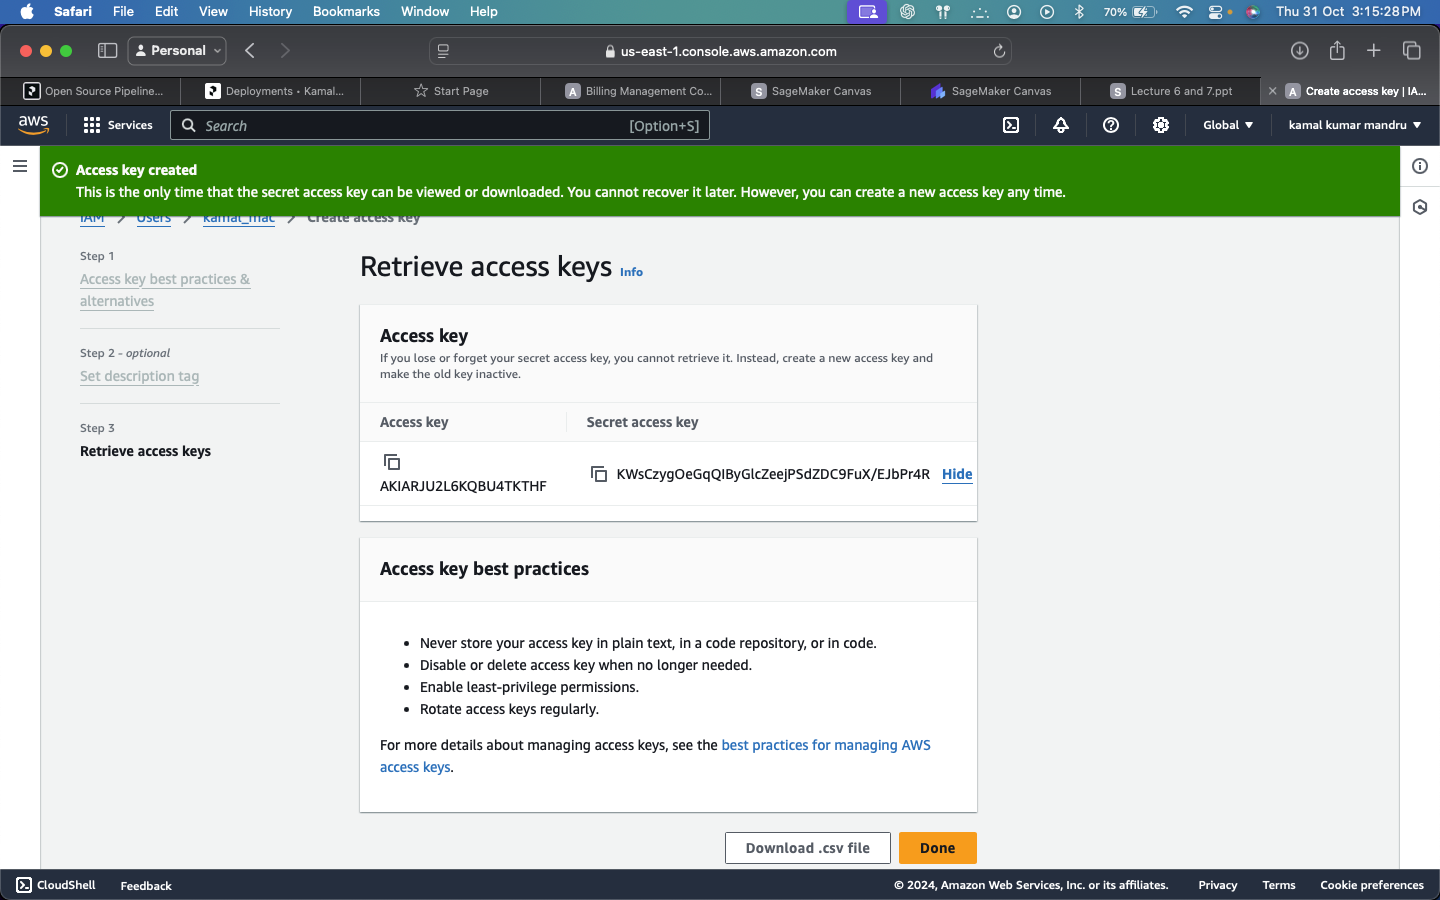 Safari File Edit View History Bookmarks Window Help 70% Thu 31 Oct 3:15:28 PM
Personal us-east-1.console.aws.amazon.com
Open Source Pipeline... Deployments • Kamal... Start Page Billing Management Co... SageMaker Canvas SageMaker Canvas Lecture 6 and 7.ppt Create access key | IA...
aws Services Search [Option+S] Global kamal kumar mandru
Access key created
This is the only time that the secret access key can be viewed or downloaded. You cannot recover it later. However, you can create a new access key any time.
IAM > Users > kamal_mac > Create access key
Step 1
Access key best practices &
alternatives
Step 2 - optional
Set description tag
Step 3
Retrieve access keys
Retrieve access keys Info
Access key
If you lose or forget your secret access key, you cannot retrieve it. Instead, create a new access key and
make the old key inactive.
Access key Secret access key
[secret access key redacted] Hide
[access key ID redacted]
Access key best practices
• Never store your access key in plain text, in a code repository, or in code.
• Disable or delete access key when no longer needed.
• Enable least-privilege permissions.
• Rotate access keys regularly.
For more details about managing access keys, see the best practices for managing AWS
access keys.
Download .csv file Done
CloudShell Feedback © 2024, Amazon Web Services, Inc. or its affiliates. Privacy Terms Cookie preferences